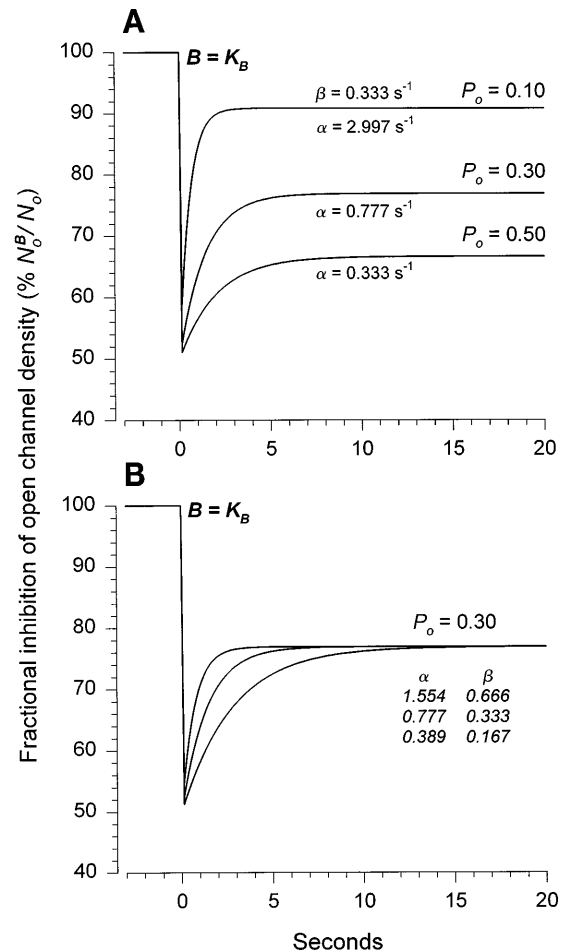 A
Fractional inhibition of open channel density (% N_o^B / N_o)
100
B = K_B
β = 0.333 s⁻¹
P_o = 0.10
90
α = 2.997 s⁻¹
80
P_o = 0.30
α = 0.777 s⁻¹
70
P_o = 0.50
α = 0.333 s⁻¹
60
50
40
0 5 10 15 20
B
100
B = K_B
90
80
P_o = 0.30
α β
70
1.554 0.666
0.777 0.333
0.389 0.167
60
50
40
0 5 10 15 20
Seconds